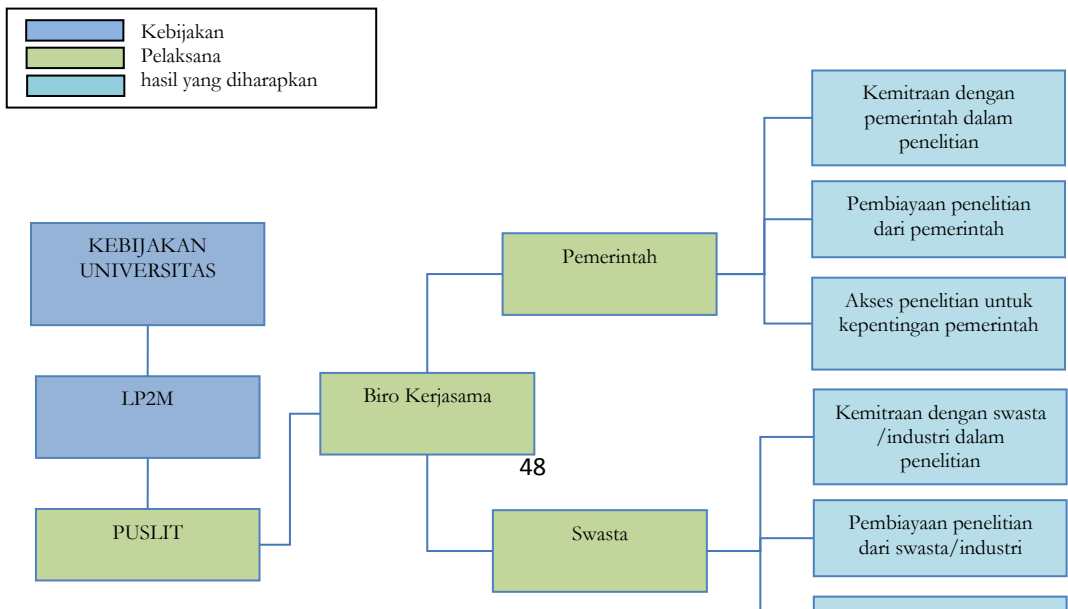 Kebijakan
Pelaksana
hasil yang diharapkan
KEBIJAKAN
UNIVERSITAS
LP2M
PUSLIT
Biro Kerjasama
48
Pemerintah
Kemitraan dengan
pemerintah dalam
penelitian
Pembiayaan penelitian
dari pemerintah
Akses penelitian untuk
kepentingan pemerintah
Swasta
Kemitraan dengan swasta
/industri dalam
penelitian
Pembiayaan penelitian
dari swasta/industri